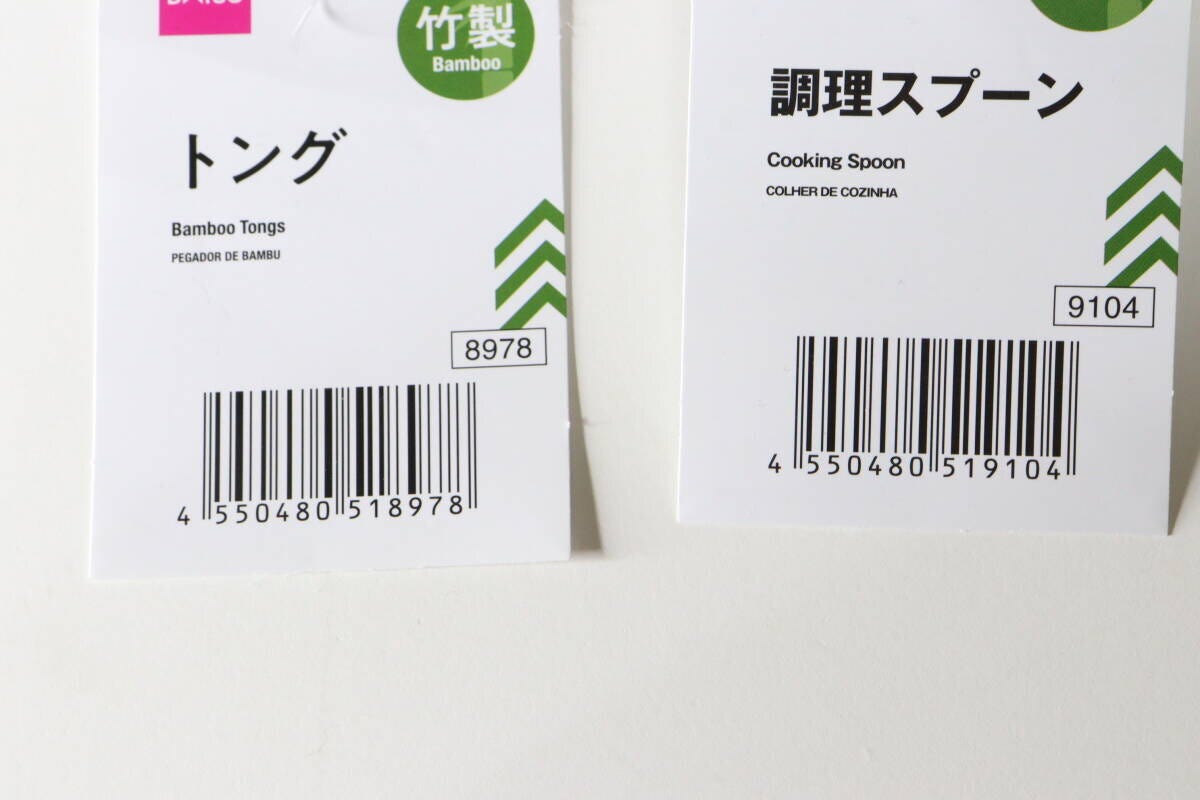 竹製
Bamboo
トング
Bamboo Tongs
PEGADOR DE BAMBU
8978
4 550480 518978
調理スプーン
Cooking Spoon
COLHER DE COZINHA
9104
4 550480 519104